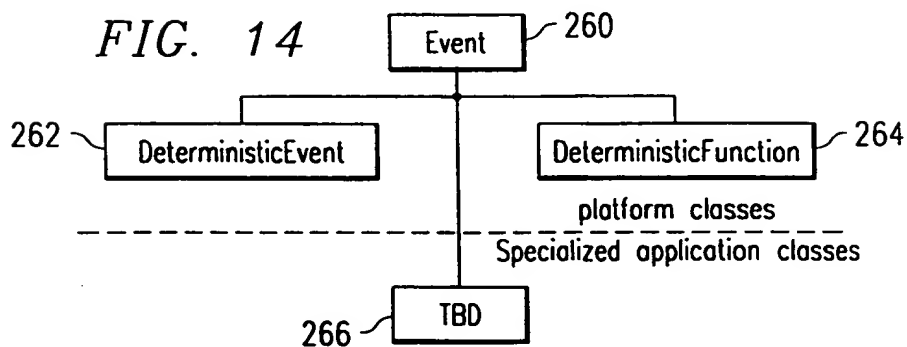 FIG. 14
Event 260
262 DeterministicEvent
DeterministicFunction 264
platform classes
Specialized application classes
TBD
266